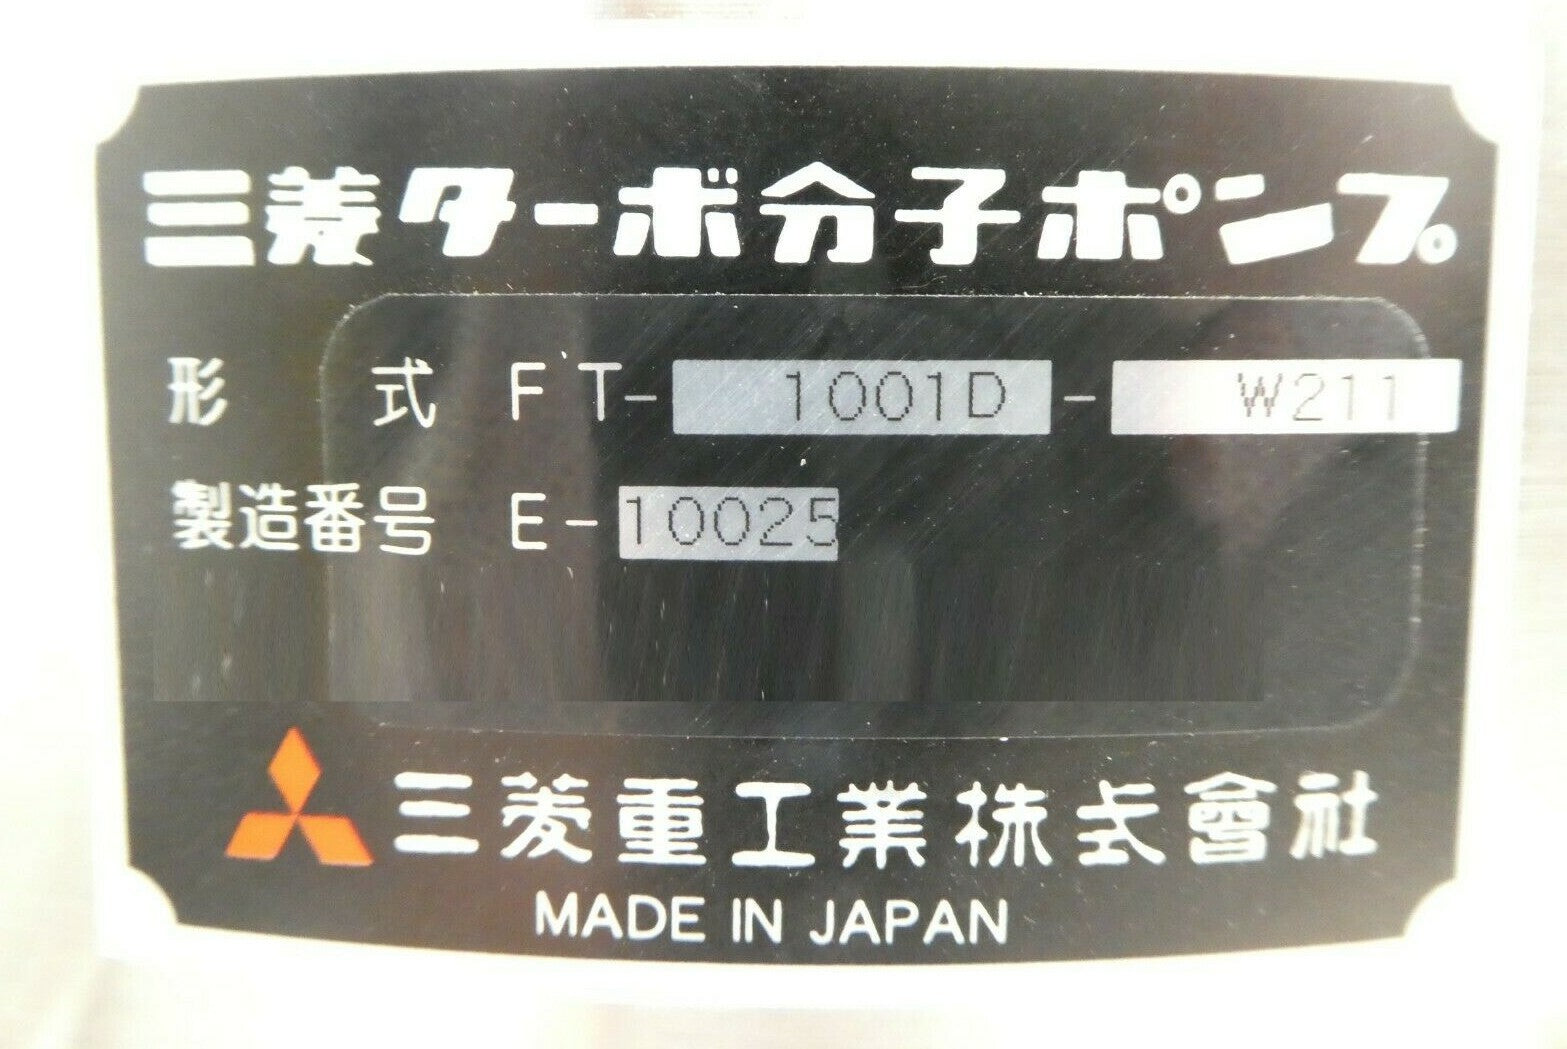 三菱ターボ分子ポンプ
形 式 FT-1001D-W211
製造番号 E-10025
三菱重工業株式會社
MADE IN JAPAN